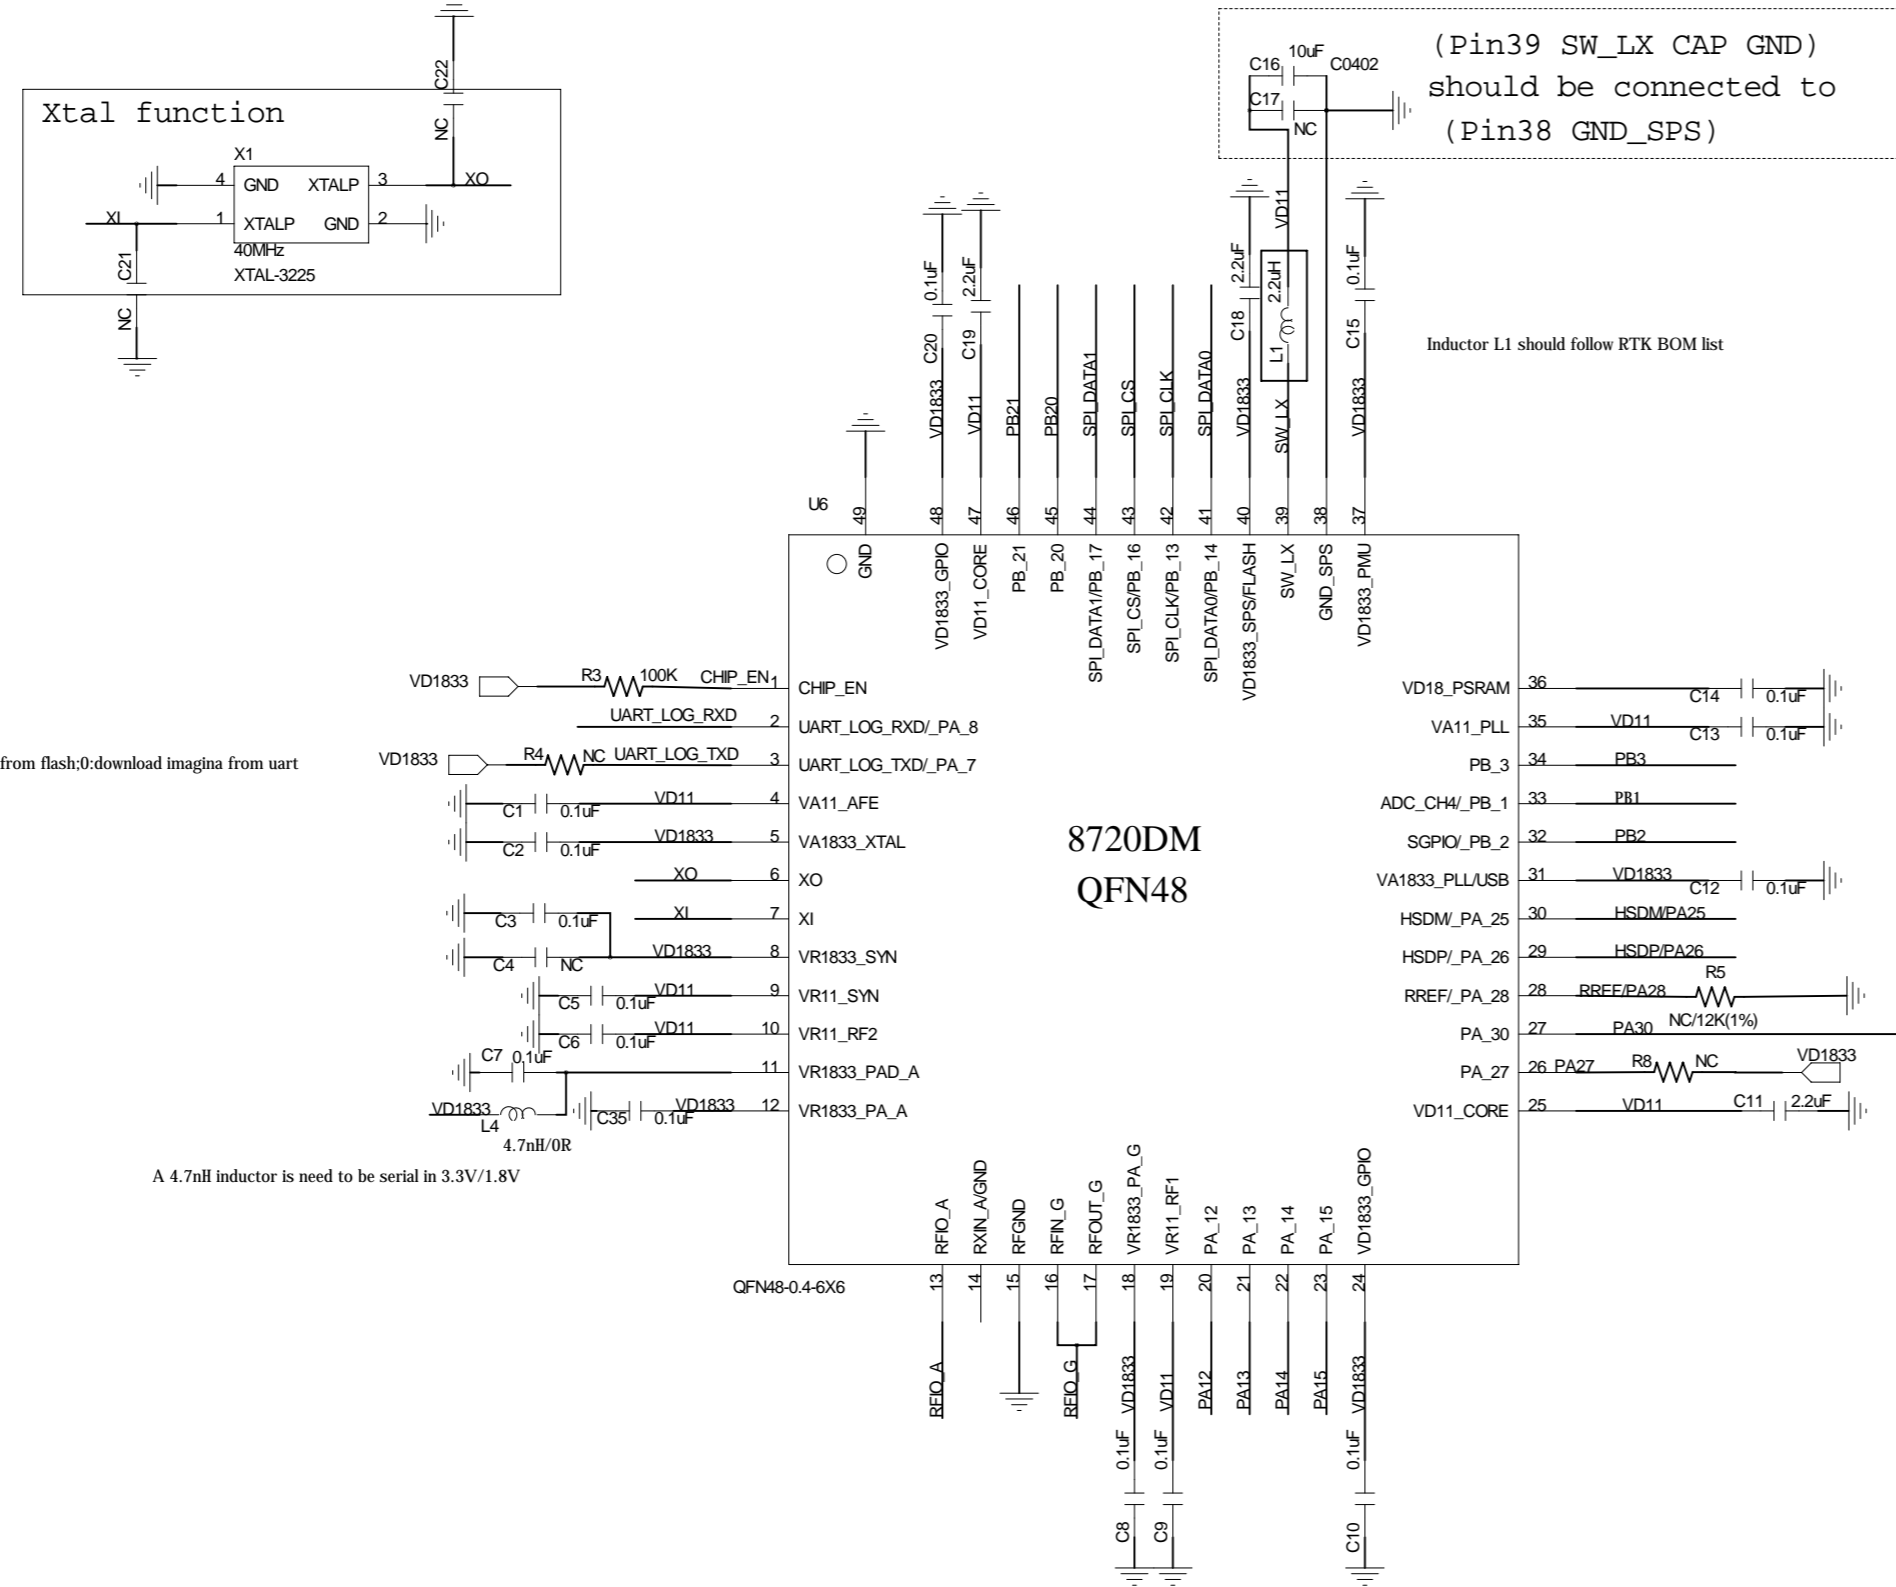 C22
NC
Xtal function
X1
4 GND XTALP 3 XO
XI 1 XTALP GND 2
40MHz
XTAL-3225
C21
NC
C16 10uF C0402
C17 NC
(Pin39 SW_LX CAP GND)
should be connected to
(Pin38 GND_SPS)
Inductor L1 should follow RTK BOM list
U6
49 GND
VD1833 C20 0.1uF 48 VD1833_GPIO
VD11 C19 2.2uF 47 VD11_CORE
PB21 46 PB_21
PB20 45 PB_20
SPI_DATA1 44 SPI_DATA1/PB_17
SPI_CS 43 SPI_CS/PB_16
SPI_CLK 42 SPI_CLK/PB_13
SPI_DATA0 41 SPI_DATA0/PB_14
VD1833 C18 2.2uF 40 VD1833_SPS/FLASH
SW_LX L1 2.2uH VD11 39 SW_LX
38 GND_SPS
VD1833 C15 0.1uF 37 VD1833_PMU
VD1833 R3 100K CHIP_EN 1 CHIP_EN
UART_LOG_RXD 2 UART_LOG_RXD/_PA_8
from flash;0:download imagina from uart
VD1833 R4 NC UART_LOG_TXD 3 UART_LOG_TXD/_PA_7
C1 0.1uF VD11 4 VA11_AFE
C2 0.1uF VD1833 5 VA1833_XTAL
XO 6 XO
C3 0.1uF XI 7 XI
C4 NC VD1833 8 VR1833_SYN
C5 0.1uF VD11 9 VR11_SYN
C6 0.1uF VD11 10 VR11_RF2
C7 0.1uF 11 VR1833_PAD_A
VD1833 L4 C35 0.1uF VD1833 12 VR1833_PA_A
4.7nH/0R
A 4.7nH inductor is need to be serial in 3.3V/1.8V
8720DM
QFN48
VD18_PSRAM 36 C14 0.1uF
VA11_PLL 35 VD11 C13 0.1uF
PB_3 34 PB3
ADC_CH4/_PB_1 33 PB1
SGPIO/_PB_2 32 PB2
VA1833_PLL/USB 31 VD1833 C12 0.1uF
HSDM/_PA_25 30 HSDM/PA25
HSDP/_PA_26 29 HSDP/PA26
RREF/_PA_28 28 RREF/PA28 R5
NC/12K(1%)
PA_30 27 PA30
PA_27 26 PA27 R8 NC VD1833
VD11_CORE 25 VD11 C11 2.2uF
QFN48-0.4-6X6
RFIO_A 13 RFIO_A
RXIN_A/GND 14
RFGND 15
RFIN_G 16
RFOUT_G 17
RFIO_G
VR1833_PA_G 18 VD1833 0.1uF C8
VR11_RF1 19 VD11 0.1uF C9
PA_12 20 PA12
PA_13 21 PA13
PA_14 22 PA14
PA_15 23 PA15
VD1833_GPIO 24 VD1833 0.1uF C10